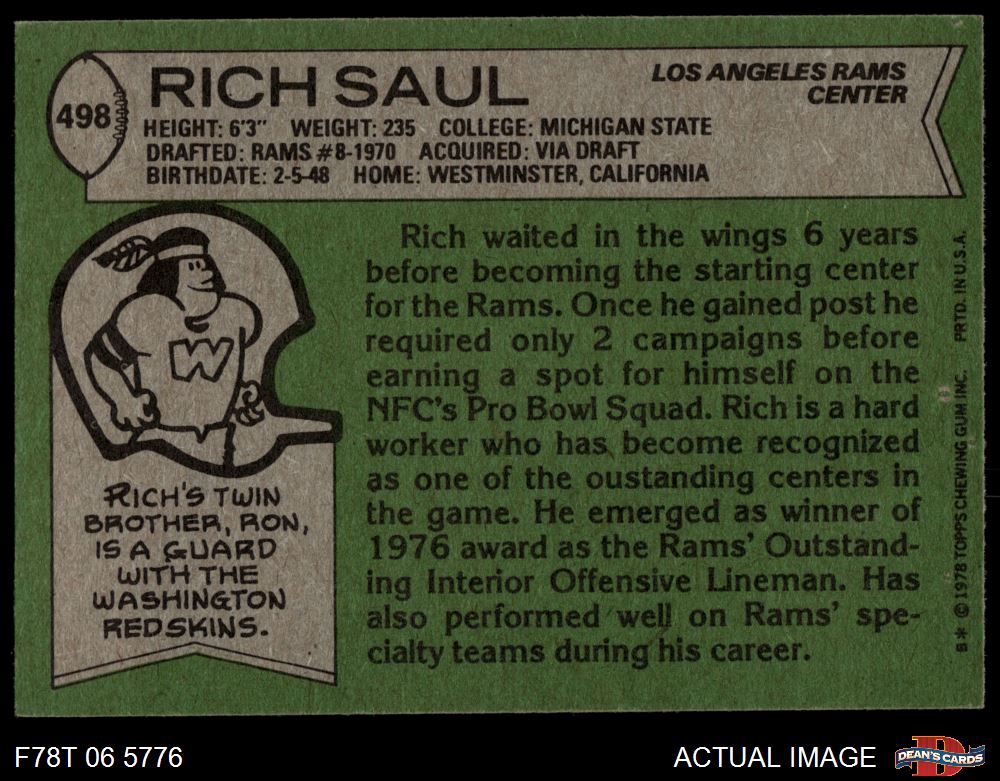 498
RICH SAUL
LOS ANGELES RAMS
CENTER
HEIGHT: 6'3" WEIGHT: 235 COLLEGE: MICHIGAN STATE
DRAFTED: RAMS #8-1970 ACQUIRED: VIA DRAFT
BIRTHDATE: 2-5-48 HOME: WESTMINSTER, CALIFORNIA
W
RICH'S TWIN
BROTHER, RON,
IS A GUARD
WITH THE
WASHINGTON
REDSKINS.
Rich waited in the wings 6 years
before becoming the starting center
for the Rams. Once he gained post he
required only 2 campaigns before
earning a spot for himself on the
NFC's Pro Bowl Squad. Rich is a hard
worker who has become recognized
as one of the oustanding centers in
the game. He emerged as winner of
1976 award as the Rams' Outstand-
ing Interior Offensive Lineman. Has
also performed well on Rams' spe-
cialty teams during his career.
B* © 1978 TOPPS CHEWING GUM INC. PRTD. IN U.S.A.
F78T 06 5776
ACTUAL IMAGE
D
DEAN'S CARDS